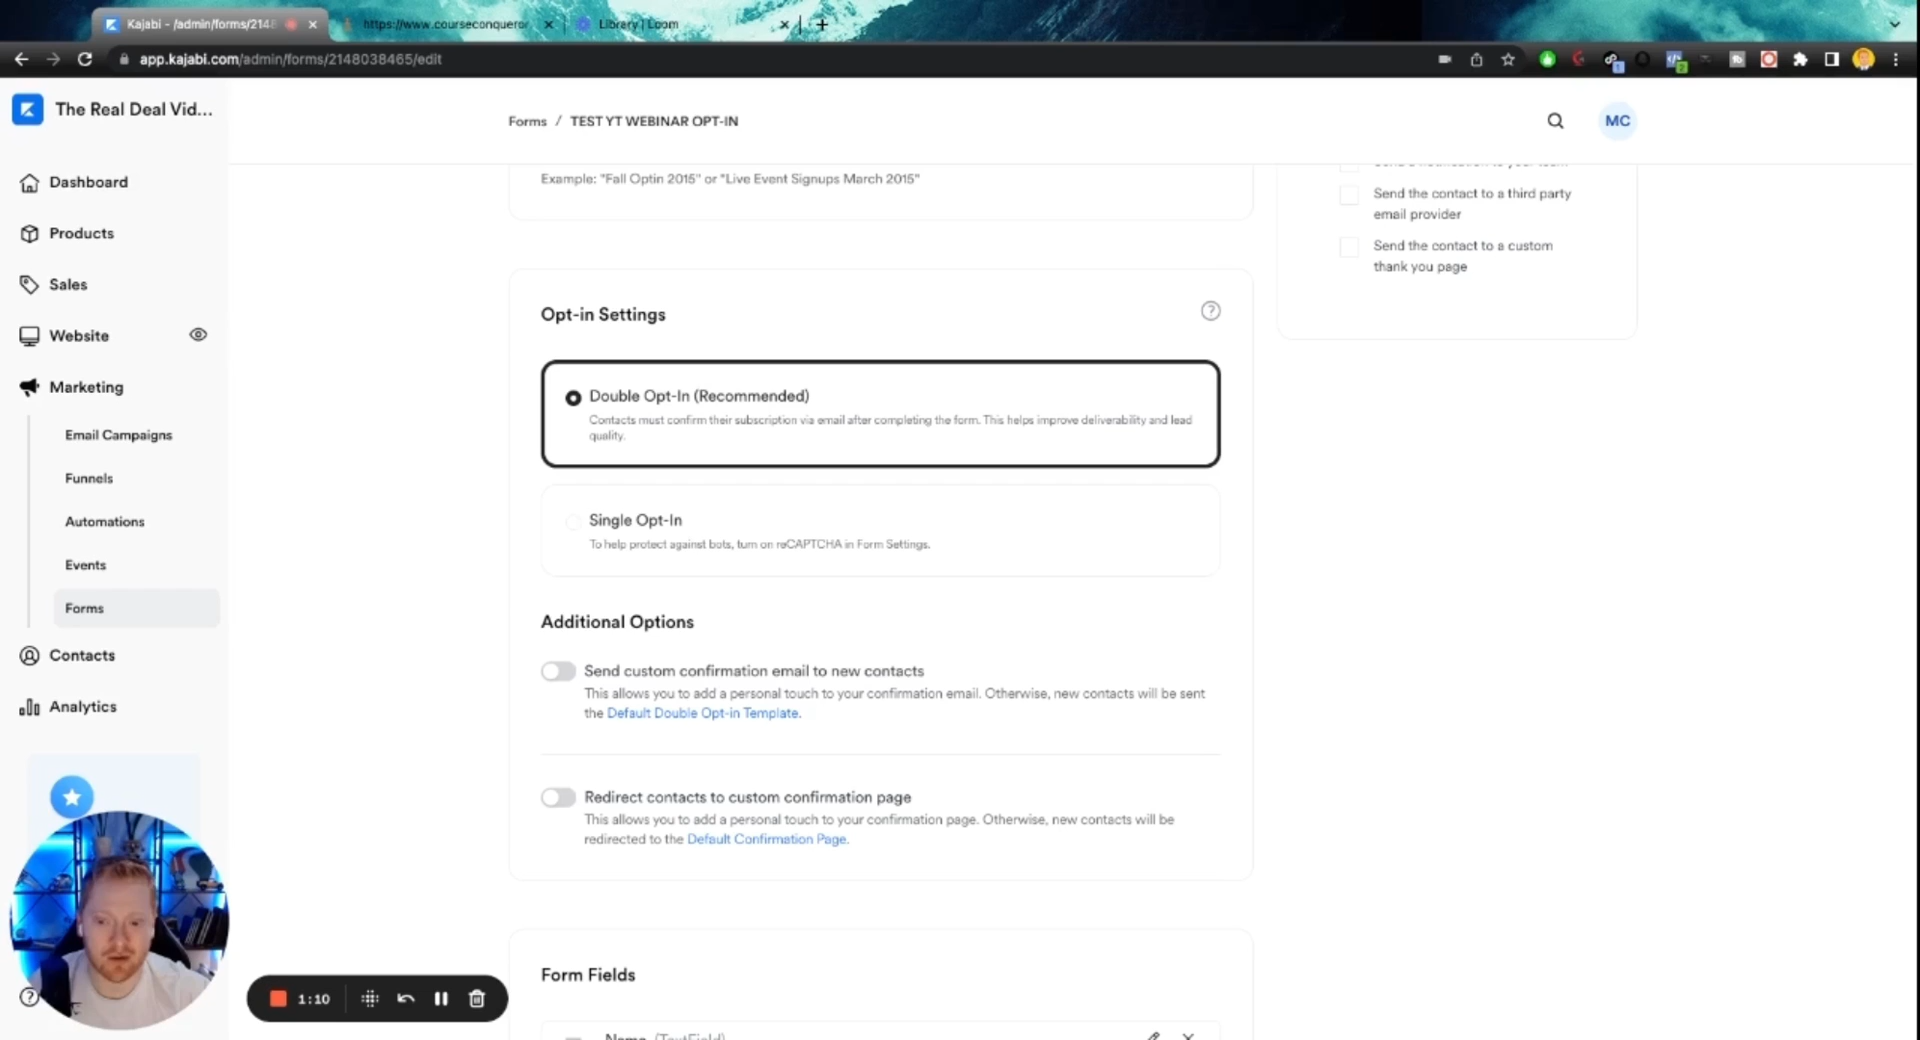 Kajabi - /admin/forms/2148
https://www.courseconqueror
Library | Loom
app.kajabi.com/admin/forms/2148038465/edit
The Real Deal Vid...
Forms / TEST YT WEBINAR OPT-IN
MC
Example: "Fall Optin 2015" or "Live Event Signups March 2015"
Send the contact to a third party
email provider
Send the contact to a custom
thank you page
Dashboard
Products
Sales
Website
Marketing
Email Campaigns
Funnels
Automations
Events
Forms
Contacts
Analytics
Opt-in Settings
Double Opt-In (Recommended)
Contacts must confirm their subscription via email after completing the form. This helps improve deliverability and lead
quality.
Single Opt-In
To help protect against bots, turn on reCAPTCHA in Form Settings.
Additional Options
Send custom confirmation email to new contacts
This allows you to add a personal touch to your confirmation email. Otherwise, new contacts will be sent
the Default Double Opt-in Template.
Redirect contacts to custom confirmation page
This allows you to add a personal touch to your confirmation page. Otherwise, new contacts will be
redirected to the Default Confirmation Page.
Form Fields
Name (TextField)
1:10